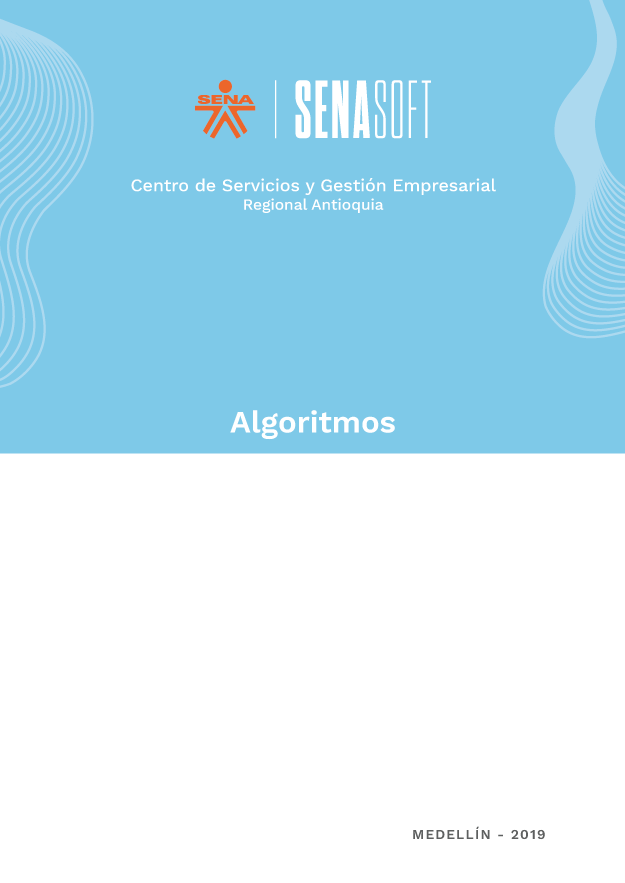 SENA
SENASOFT
Centro de Servicios y Gestión Empresarial
Regional Antioquia
Algoritmos
MEDELLÍN - 2019